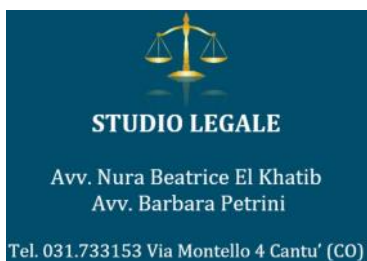 STUDIO LEGALE
Avv. Nura Beatrice El Khatib
Avv. Barbara Petrini
Tel. 031.733153 Via Montello 4 Cantu' (CO)